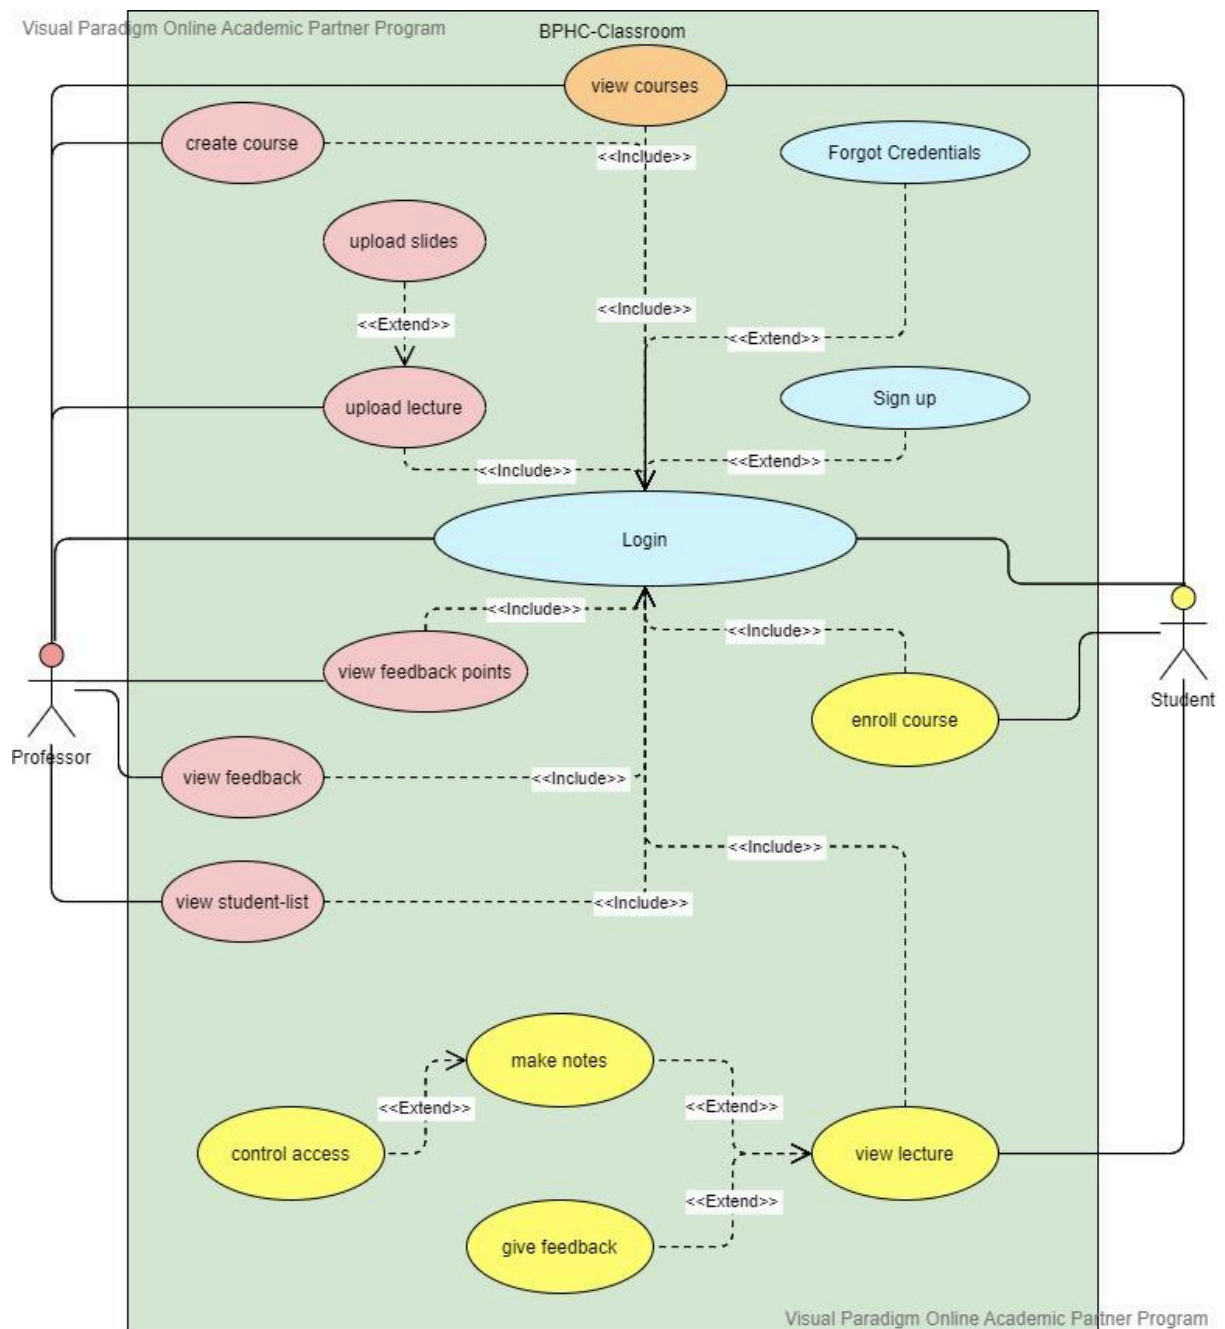 Visual Paradigm Online Academic Partner Program
BPHC-Classroom
view courses
create course
<<Include>>
Forgot Credentials
upload slides
<<Include>>
<<Extend>>
<<Extend>>
upload lecture
Sign up
<<Include>>
<<Extend>>
Login
<<Include>>
<<Include>>
view feedback points
enroll course
Student
Professor
view feedback
<<Include>>
<<Include>>
view student-list
<<Include>>
make notes
<<Extend>>
<<Extend>>
control access
view lecture
<<Extend>>
give feedback
Visual Paradigm Online Academic Partner Program